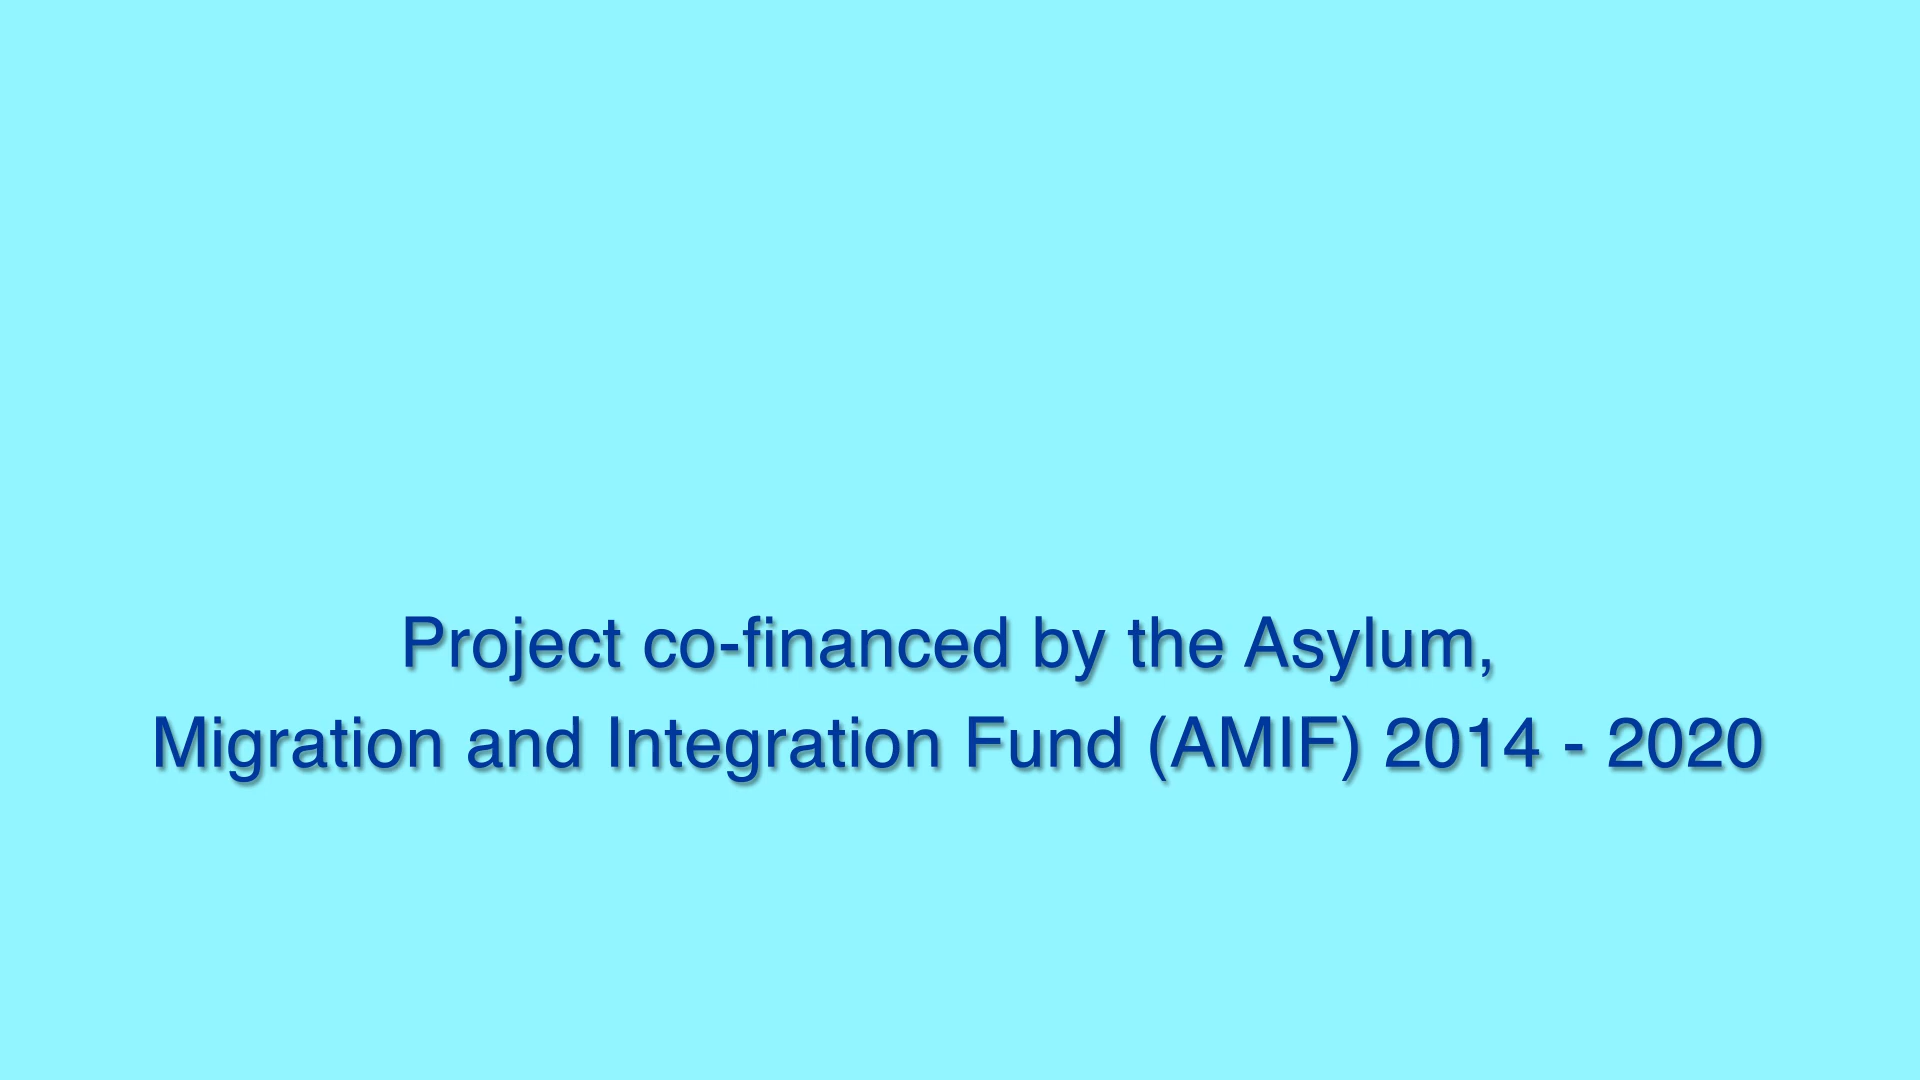 Project co-financed by the Asylum,
Migration and Integration Fund (AMIF) 2014 - 2020